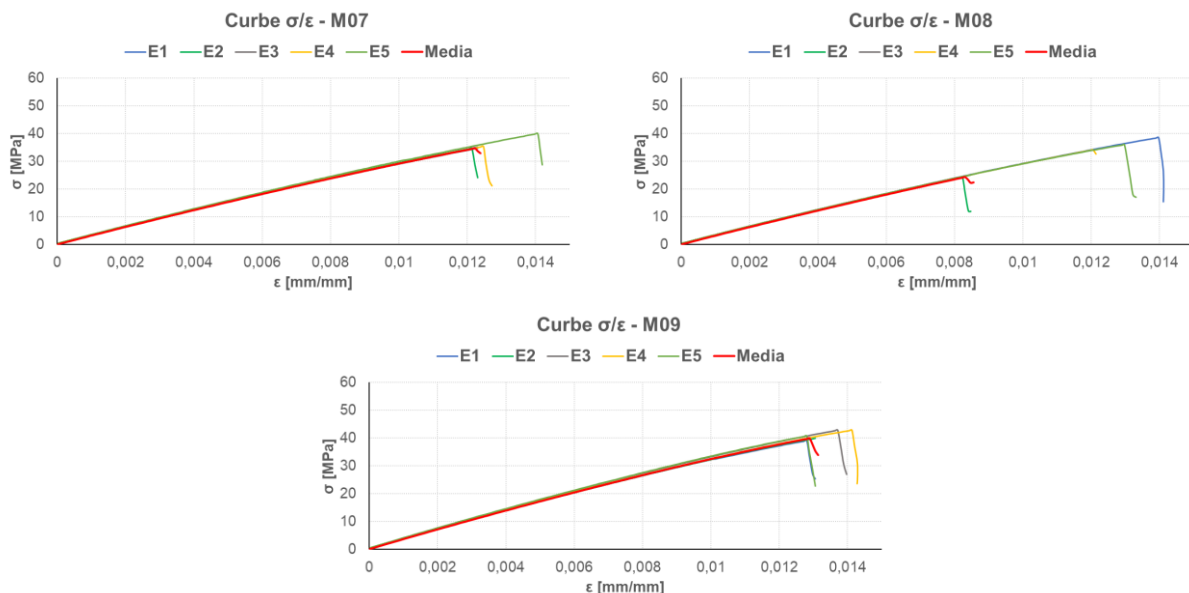 Curbe σ/ε - M07
E1 E2 E3 E4 E5 Media
60
50
40
30
20
10
0
σ [MPa]
0 0,002 0,004 0,006 0,008 0,01 0,012 0,014
ε [mm/mm]
Curbe σ/ε - M08
E1 E2 E3 E4 E5 Media
60
50
40
30
20
10
0
σ [MPa]
0 0,002 0,004 0,006 0,008 0,01 0,012 0,014
ε [mm/mm]
Curbe σ/ε - M09
E1 E2 E3 E4 E5 Media
60
50
40
30
20
10
0
σ [MPa]
0 0,002 0,004 0,006 0,008 0,01 0,012 0,014
ε [mm/mm]